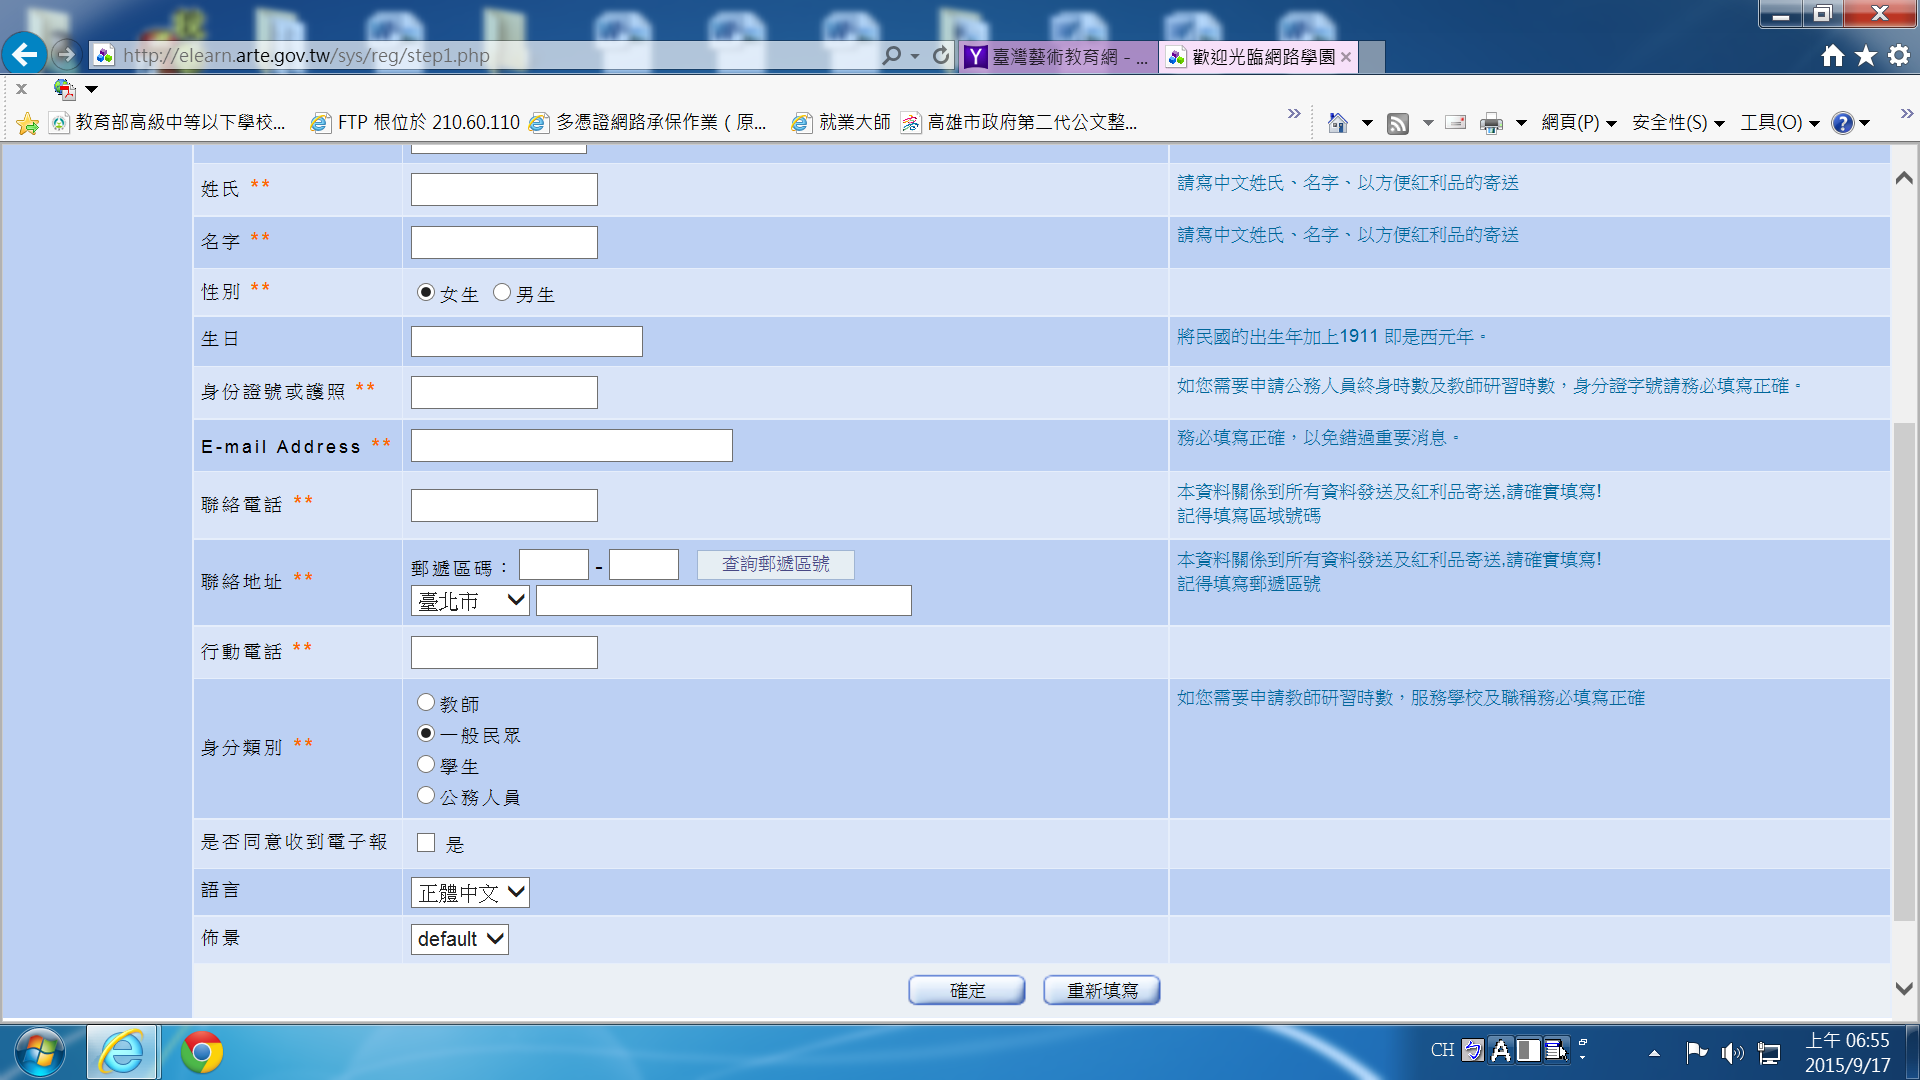 http://elearn.arte.gov.tw/sys/reg/step1.php
臺灣藝術教育網 - ...
歡迎光臨網路學園
教育部高級中等以下學校...
FTP 根位於 210.60.110
多憑證網路承保作業 ( 原...
就業大師
高雄市政府第二代公文整...
網頁(P)
安全性(S)
工具(O)
姓氏 **
請寫中文姓氏、名字、以方便紅利品的寄送
名字 **
請寫中文姓氏、名字、以方便紅利品的寄送
性別 **
女生 男生
生日
將民國的出生年加上1911 即是西元年。
身份證號或護照 **
如您需要申請公務人員終身時數及教師研習時數，身分證字號請務必填寫正確。
E-mail Address **
務必填寫正確，以免錯過重要消息。
聯絡電話 **
本資料關係到所有資料發送及紅利品寄送,請確實填寫!
記得填寫區域號碼
聯絡地址 **
郵遞區碼： - 查詢郵遞區號
臺北市
本資料關係到所有資料發送及紅利品寄送,請確實填寫!
記得填寫郵遞區號
行動電話 **
身分類別 **
教師
一般民眾
學生
公務人員
如您需要申請教師研習時數，服務學校及職稱務必填寫正確
是否同意收到電子報
是
語言
正體中文
佈景
default
確定
重新填寫
CH
上午 06:55
2015/9/17